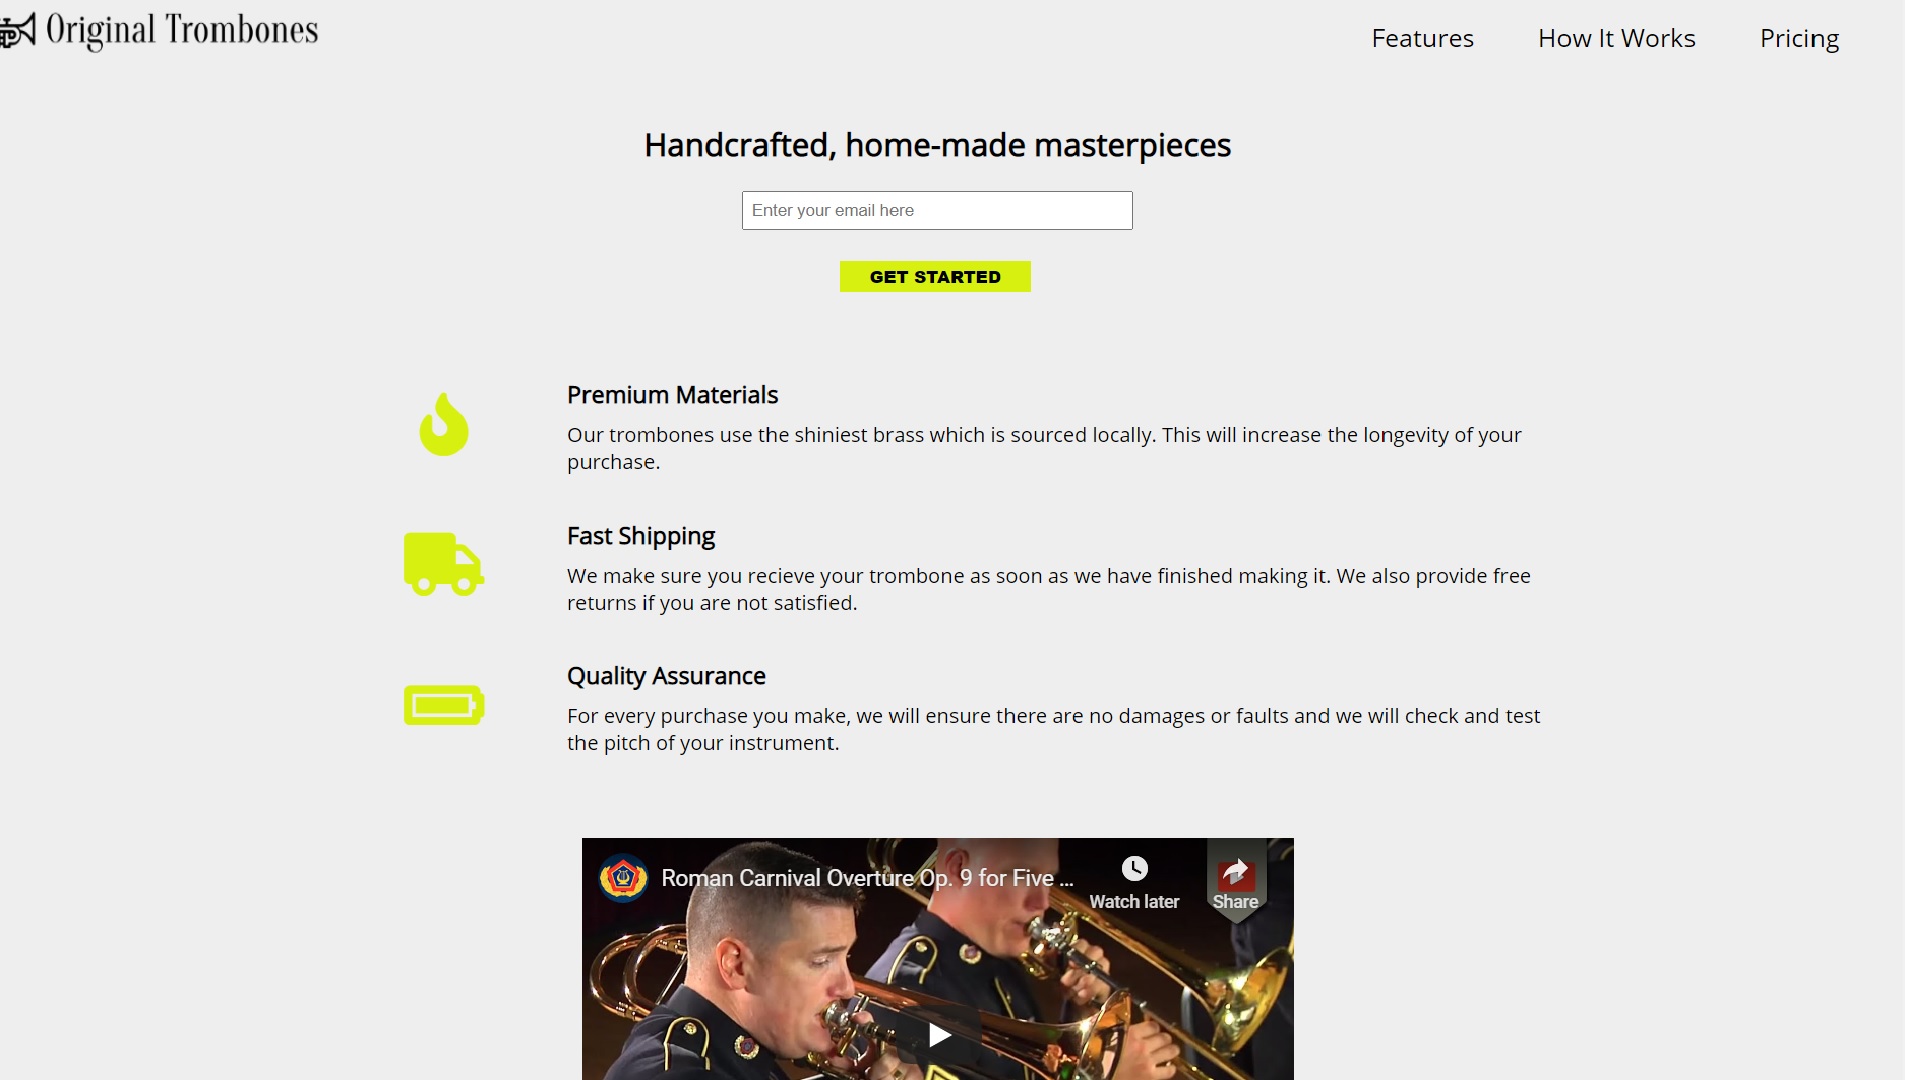 Original Trombones
Features
How It Works
Pricing
Handcrafted, home-made masterpieces
Enter your email here
GET STARTED
Premium Materials
Our trombones use the shiniest brass which is sourced locally. This will increase the longevity of your
purchase.
Fast Shipping
We make sure you recieve your trombone as soon as we have finished making it. We also provide free
returns if you are not satisfied.
Quality Assurance
For every purchase you make, we will ensure there are no damages or faults and we will check and test
the pitch of your instrument.
Roman Carnival Overture Op. 9 for Five ...
Watch later
Share